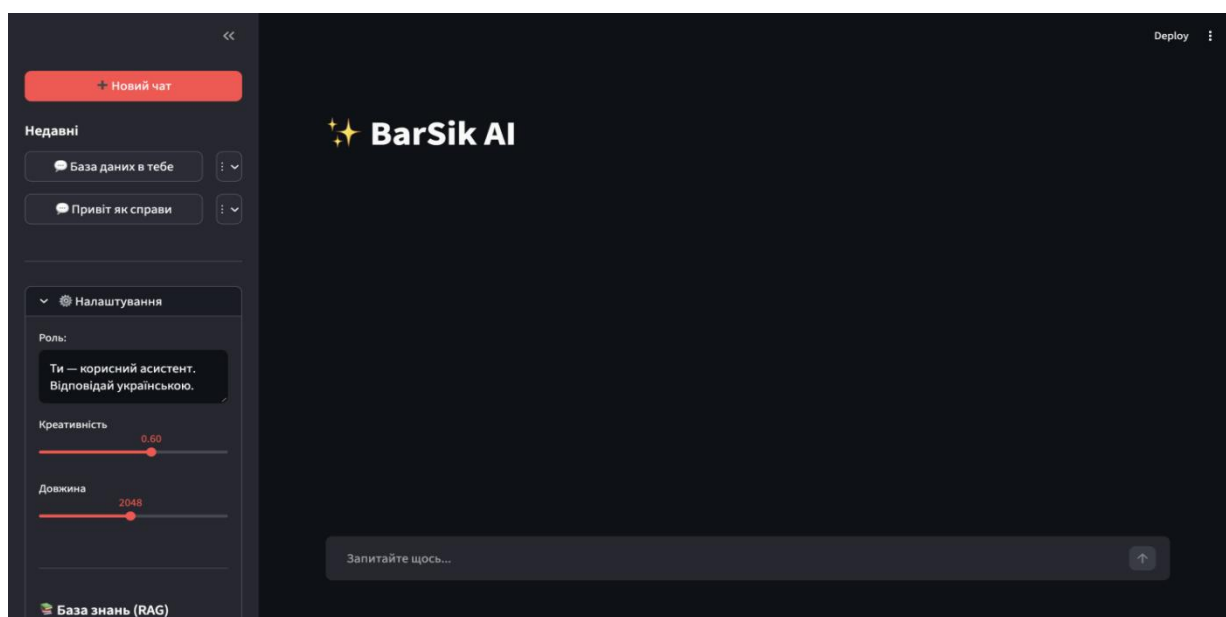 Deploy
➕ Новий чат
Недавні
💬 База даних в тебе
💬 Привіт як справи
⚙ Налаштування
Роль:
Ти — корисний асистент.
Відповідай українською.
Креативність
0.60
Довжина
2048
📚 База знань (RAG)
✨ BarSik AI
Запитайте щось...